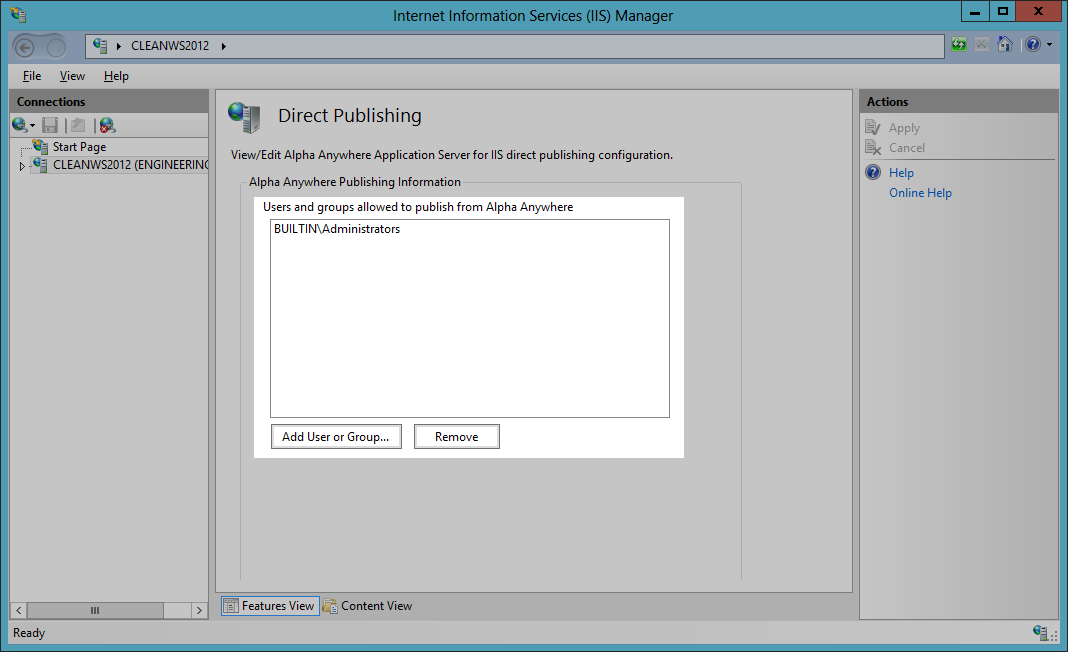 Internet Information Services (IIS) Manager
CLEANWS2012
File View Help
Connections
Start Page
CLEANWS2012 (ENGINEERING
Direct Publishing
View/Edit Alpha Anywhere Application Server for IIS direct publishing configuration.
Alpha Anywhere Publishing Information
Users and groups allowed to publish from Alpha Anywhere
BUILTIN\Administrators
Add User or Group... Remove
Features View Content View
Actions
Apply
Cancel
Help
Online Help
Ready